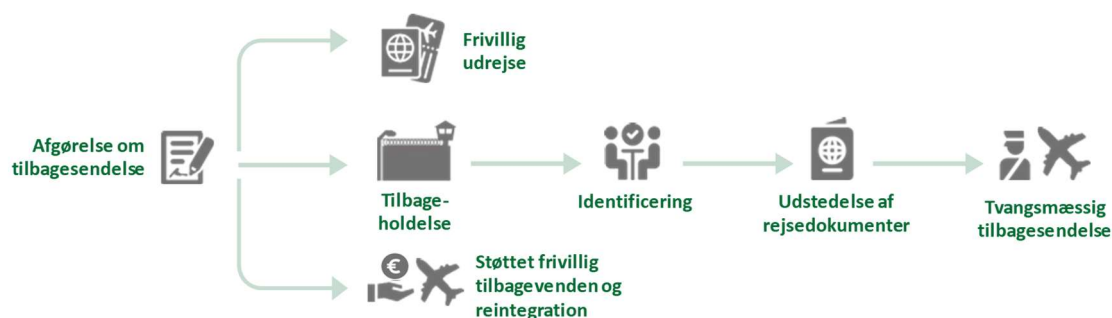 Frivillig
udrejse
Afgørelse om
tilbagesendelse
Tilbage-
holdelse
Identificering
Udstedelse af
rejsedokumenter
Tvangsmæssig
tilbagesendelse
€
Støttet frivillig
tilbagevenden og
reintegration